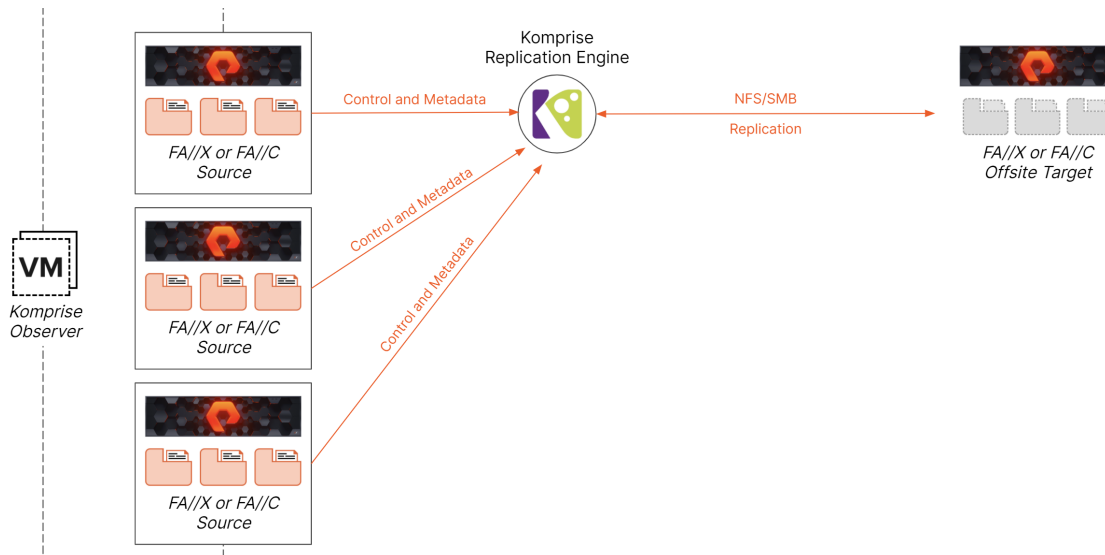 Komprise
Replication Engine
Control and Metadata
NFS/SMB
Replication
FA//X or FA//C
Source
FA//X or FA//C
Offsite Target
Control and Metadata
VM
Komprise
Observer
FA//X or FA//C
Source
Control and Metadata
FA//X or FA//C
Source